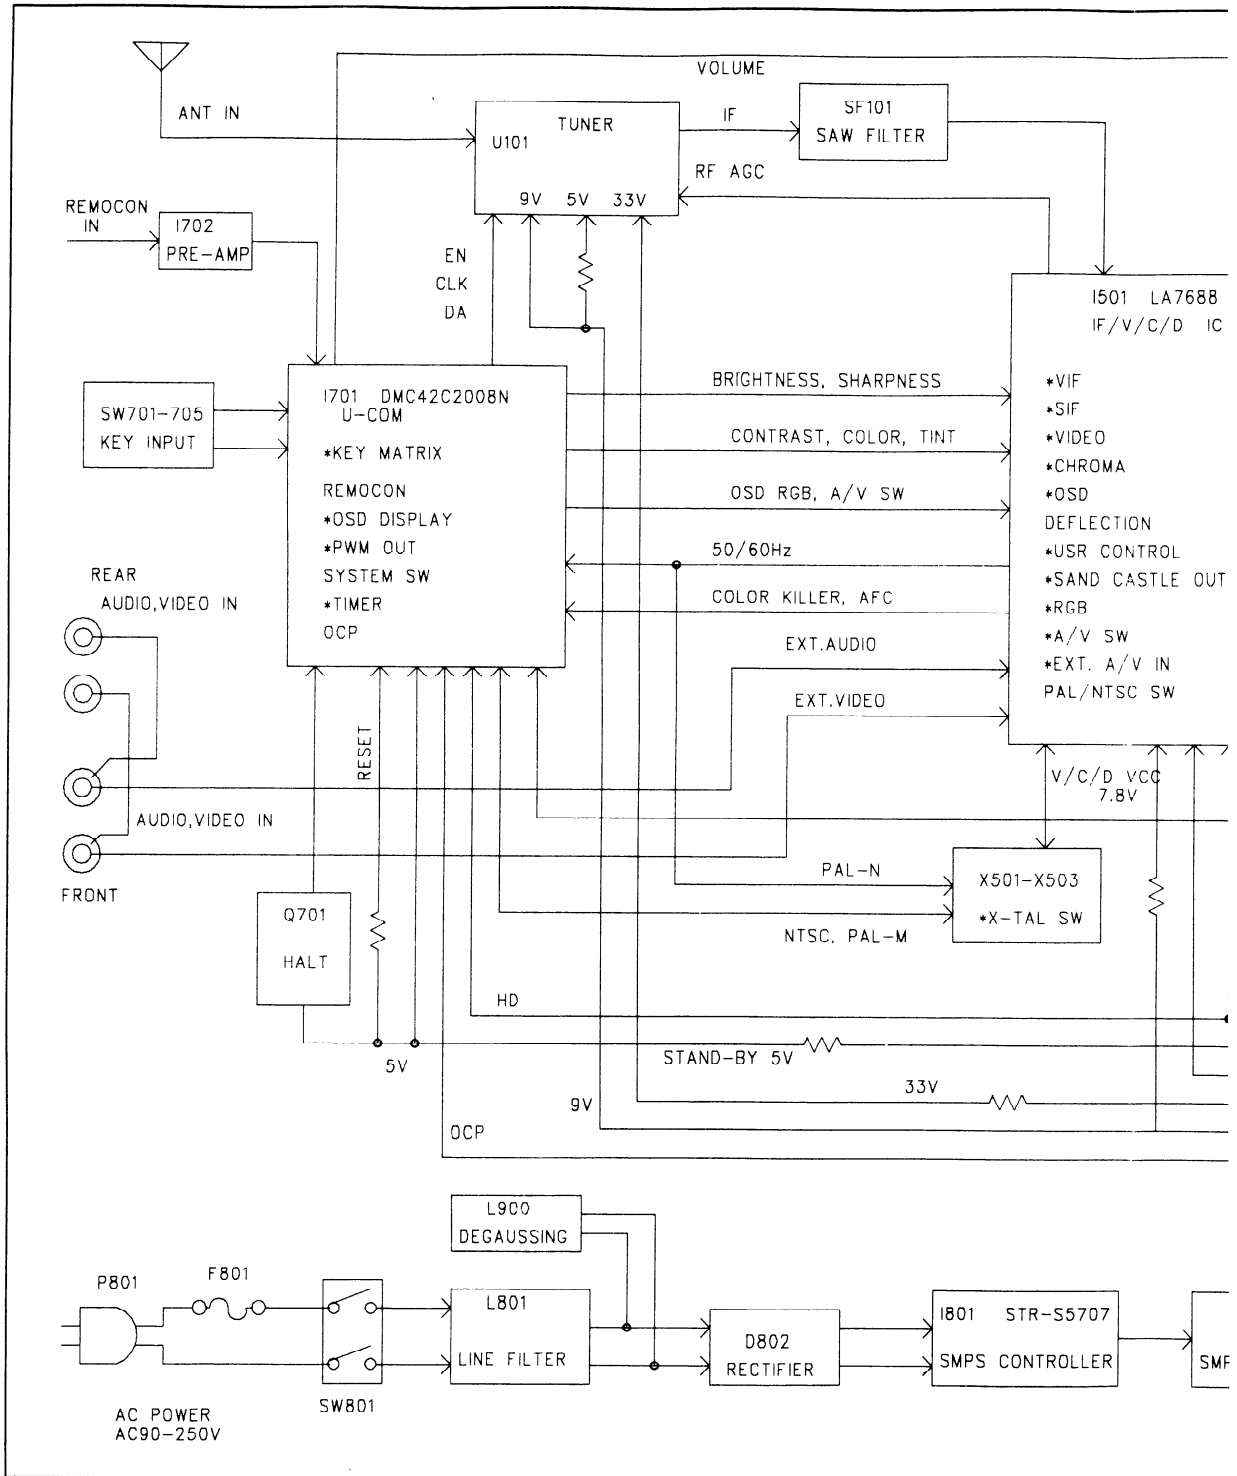 VOLUME
ANT IN
TUNER
U101
9V 5V 33V
IF
SF101
SAW FILTER
RF AGC
REMOCON
IN
I702
PRE-AMP
EN
CLK
DA
I501 LA7688
IF/V/C/D IC
*VIF
*SIF
*VIDEO
*CHROMA
*OSD
DEFLECTION
*USR CONTROL
*SAND CASTLE OUT
*RGB
*A/V SW
*EXT. A/V IN
PAL/NTSC SW
SW701-705
KEY INPUT
I701 DMC42C2008N
U-COM
*KEY MATRIX
REMOCON
*OSD DISPLAY
*PWM OUT
SYSTEM SW
*TIMER
OCP
BRIGHTNESS, SHARPNESS
CONTRAST, COLOR, TINT
OSD RGB, A/V SW
50/60Hz
COLOR KILLER, AFC
EXT.AUDIO
EXT.VIDEO
REAR
AUDIO,VIDEO IN
RESET
V/C/D VCC
7.8V
AUDIO,VIDEO IN
FRONT
PAL-N
X501-X503
*X-TAL SW
NTSC, PAL-M
Q701
HALT
HD
5V
STAND-BY 5V
33V
9V
OCP
L900
DEGAUSSING
P801
F801
SW801
L801
LINE FILTER
D802
RECTIFIER
I801 STR-S5707
SMPS CONTROLLER
AC POWER
AC90-250V